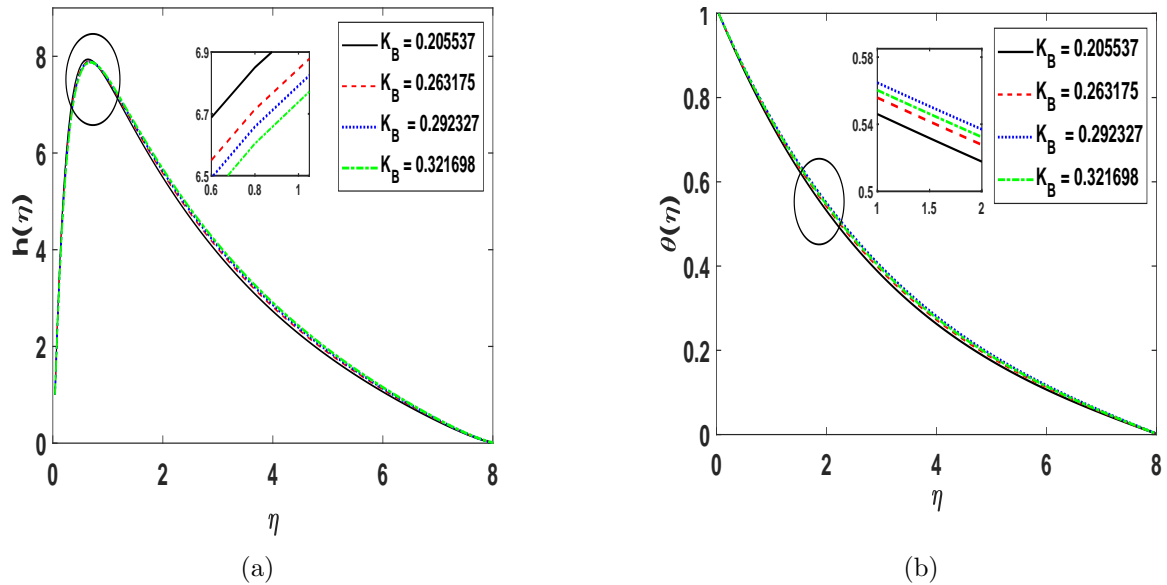 h(η)
8
6
4
2
0
0 2 4 6 8
η
6.9
6.7
6.5
0.6 0.8 1
K_B = 0.205537
K_B = 0.263175
K_B = 0.292327
K_B = 0.321698
(a)
θ(η)
1
0.8
0.6
0.4
0.2
0
0 2 4 6 8
η
0.58
0.54
0.5
1 1.5 2
K_B = 0.205537
K_B = 0.263175
K_B = 0.292327
K_B = 0.321698
(b)